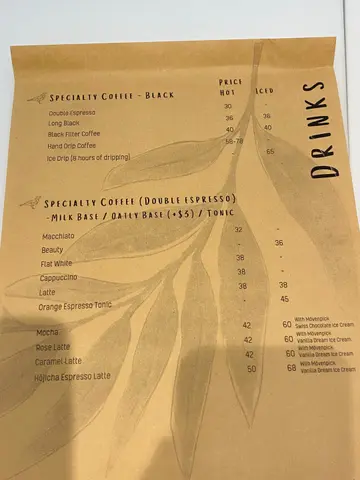 DRINKS
PRICE
SPECIALTY COFFEE - BLACK HOT ICED
Double Espresso 30 -
Long Black 36 36
Black Filter Coffee 40 40
Hand Drip Coffee 58-78 -
Ice Drip (8 hours of dripping) - 65
SPECIALTY COFFEE (DOUBLE ESPRESSO)
-MILK BASE / OATLY BASE (+$5) / TONIC
Macchiato 32 -
Beauty - 36
Flat White 38 -
Cappuccino 38 -
Latte 38 38
Orange Espresso Tonic - 45
Mocha 42 60 With Mövenpick Swiss Chocolate Ice Cream
Rose Latte 42 60 With Mövenpick Vanilla Dream Ice Cream
Caramel Latte 42 60 With Mövenpick Vanilla Dream Ice Cream
Hojicha Espresso Latte 50 68 With Mövenpick Vanilla Dream Ice Cream